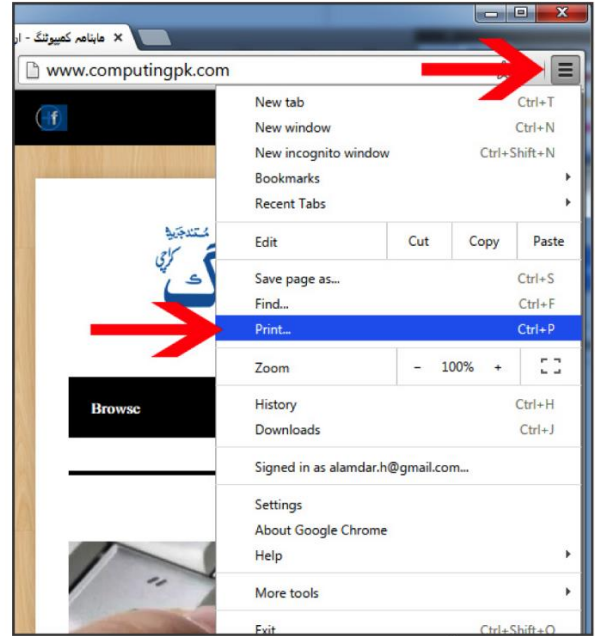 ماہنامہ کمپیوٹنگ - ار
www.computingpk.com
f
New tab Ctrl+T
New window Ctrl+N
New incognito window Ctrl+Shift+N
Bookmarks
Recent Tabs
Edit Cut Copy Paste
Save page as... Ctrl+S
Find... Ctrl+F
Print... Ctrl+P
Zoom - 100% +
History Ctrl+H
Downloads Ctrl+J
Signed in as alamdar.h@gmail.com...
Settings
About Google Chrome
Help
More tools
Exit Ctrl+Shift+Q
کراچی
Browse